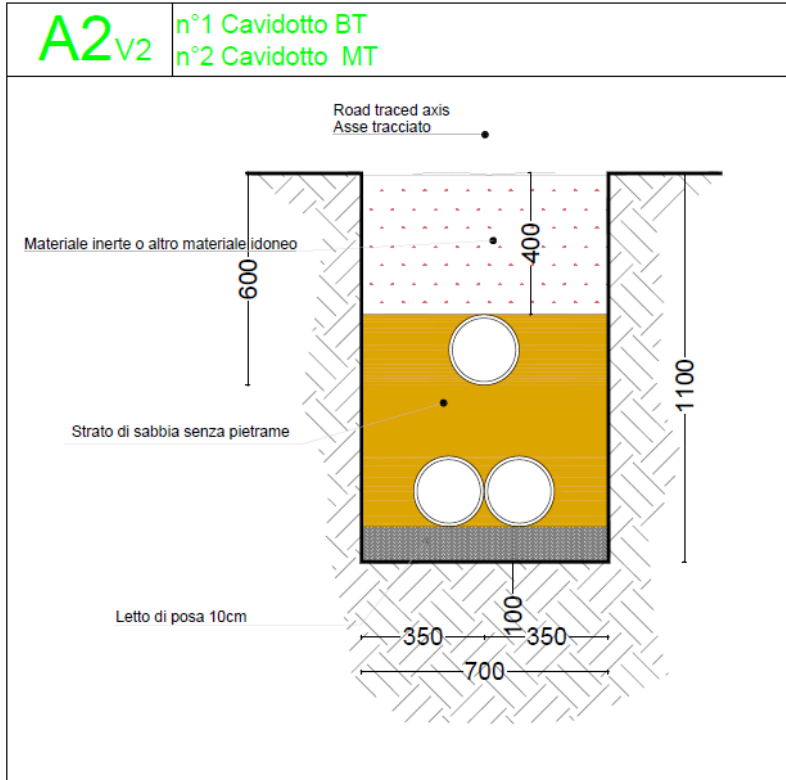 A2V2
n°1 Cavidotto BT
n°2 Cavidotto MT
Road traced axis
Asse tracciato
Materiale inerte o altro materiale idoneo
400
600
1100
Strato di sabbia senza pietrame
Letto di posa 10cm
100
350
350
700